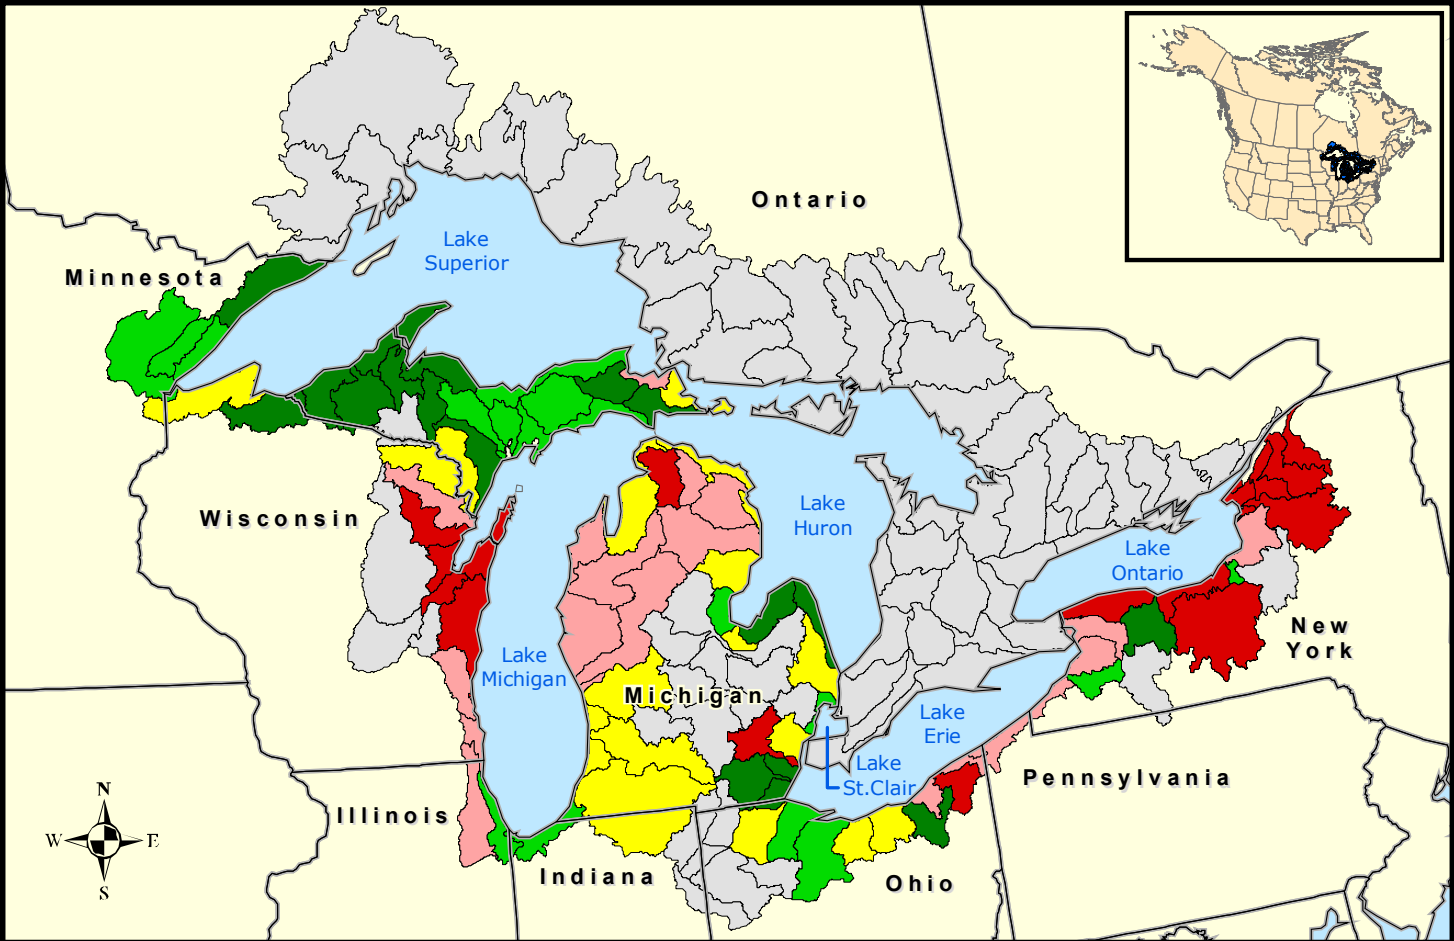 Ontario
Lake
Superior
Minnesota
Wisconsin
Lake
Huron
Lake
Ontario
New
York
Lake
Michigan
Michigan
Lake
Erie
Lake
St.Clair
Pennsylvania
Illinois
Indiana
Ohio
N
W
E
S